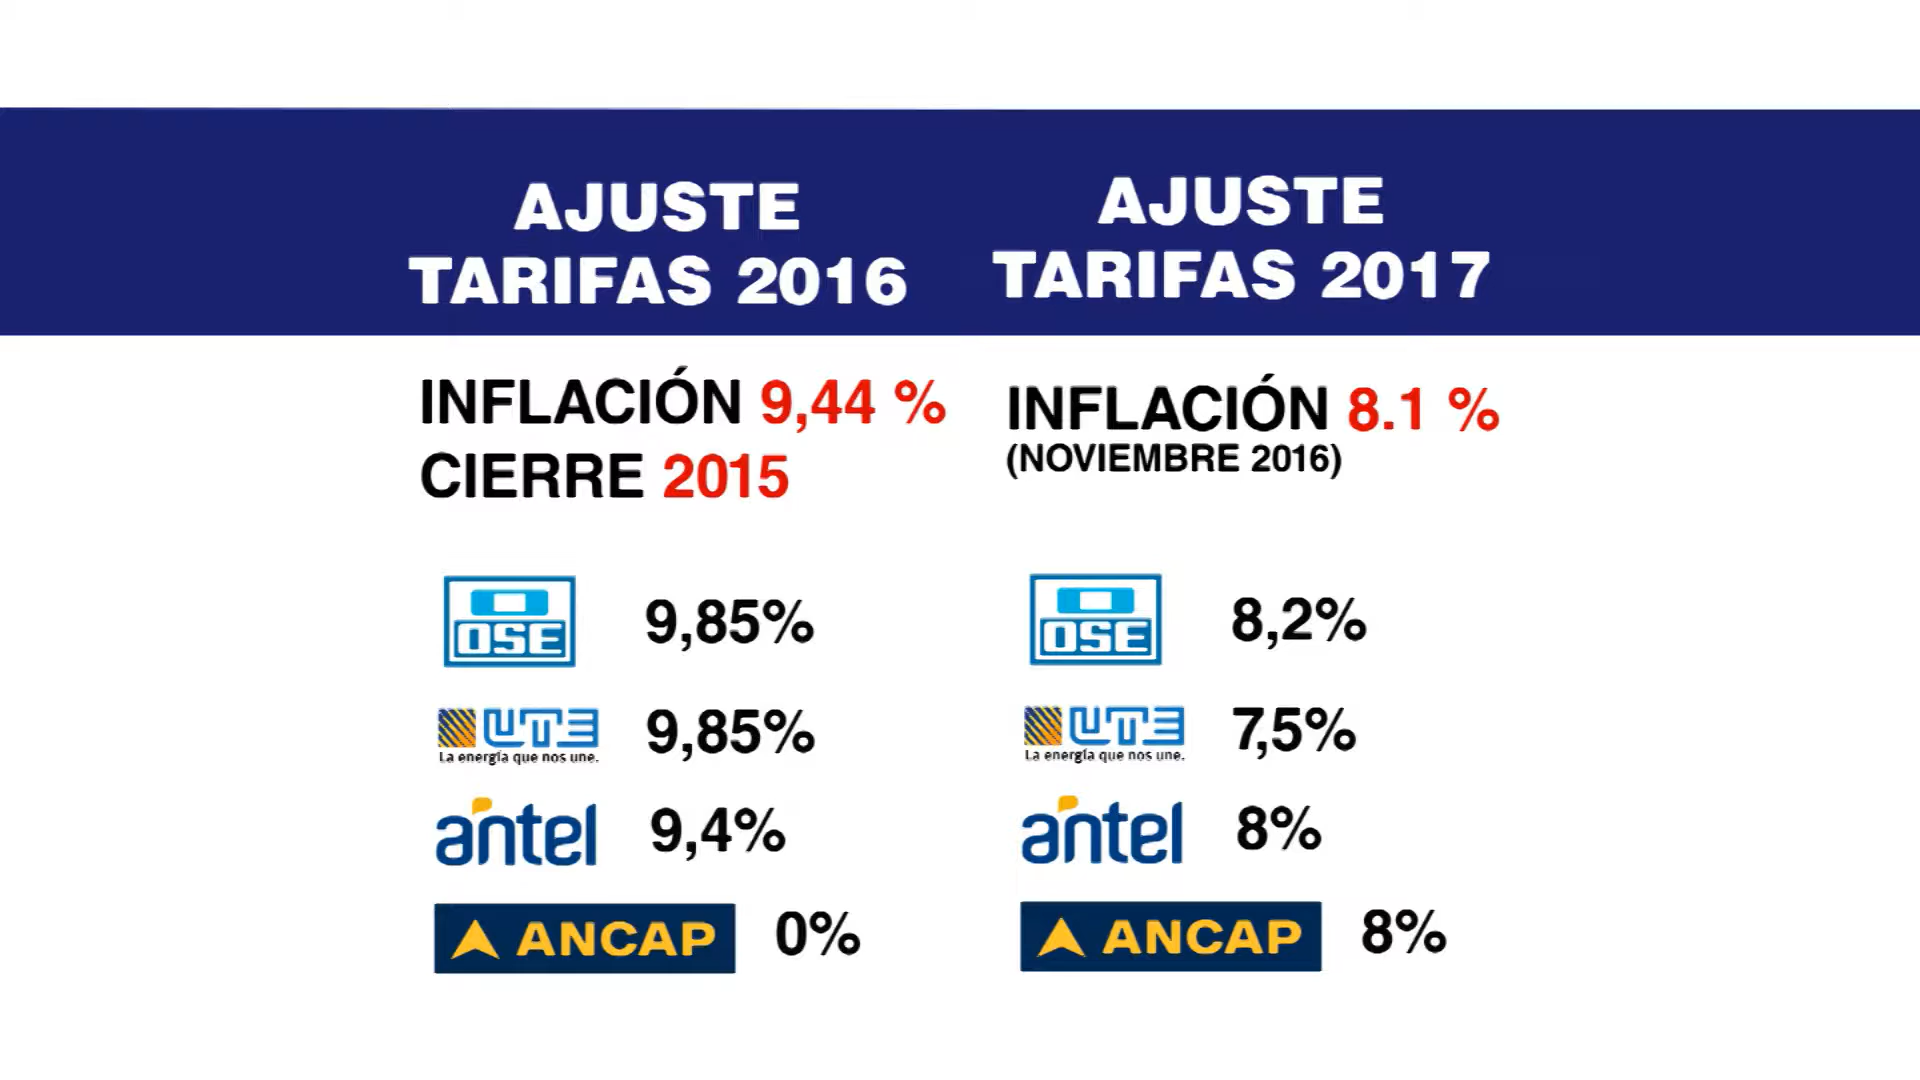 AJUSTE
TARIFAS 2016
INFLACIÓN 9,44 %
CIERRE 2015
OSE 9,85%
UTE 9,85%
La energía que nos une.
antel 9,4%
ANCAP 0%
AJUSTE
TARIFAS 2017
INFLACIÓN 8.1 %
(NOVIEMBRE 2016)
OSE 8,2%
UTE 7,5%
La energía que nos une.
antel 8%
ANCAP 8%